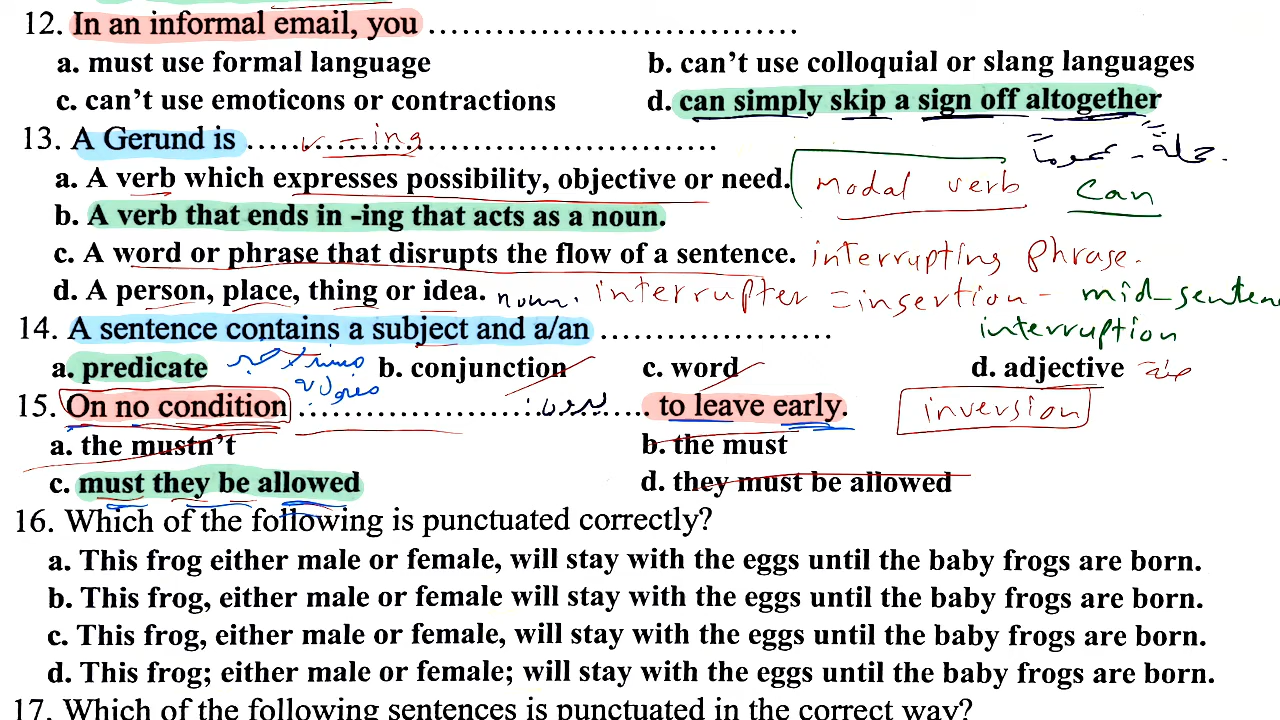 12. In an informal email, you ......................................
a. must use formal language b. can't use colloquial or slang languages
c. can't use emoticons or contractions d. can simply skip a sign off altogether
13. A Gerund is v-ing ................................................
جملةً - عموماً.
a. A verb which expresses possibility, objective or need. Modal verb can
b. A verb that ends in -ing that acts as a noun.
c. A word or phrase that disrupts the flow of a sentence. interrupting phrase.
d. A person, place, thing or idea. noun. interrupter = insertion - mid-senten
interruption
14. A sentence contains a subject and a/an ........................
a. predicate b. conjunction c. word d. adjective صفة
15. On no condition ........................................ to leave early. inversion
a. the mustn't b. the must
c. must they be allowed d. they must be allowed
16. Which of the following is punctuated correctly?
a. This frog either male or female, will stay with the eggs until the baby frogs are born.
b. This frog, either male or female will stay with the eggs until the baby frogs are born.
c. This frog, either male or female, will stay with the eggs until the baby frogs are born.
d. This frog; either male or female; will stay with the eggs until the baby frogs are born.
17. Which of the following sentences is punctuated in the correct way?